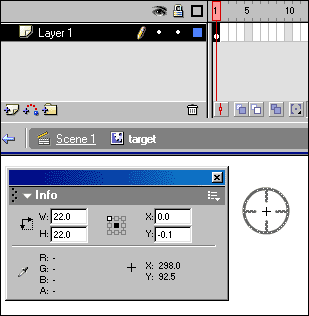 1 5 10
Layer 1
Scene 1 target
Info
W: 22.0 X: 0.0
H: 22.0 Y: -0.1
R: -
G: -
B: -
A: -
X: 298.0
Y: 92.5